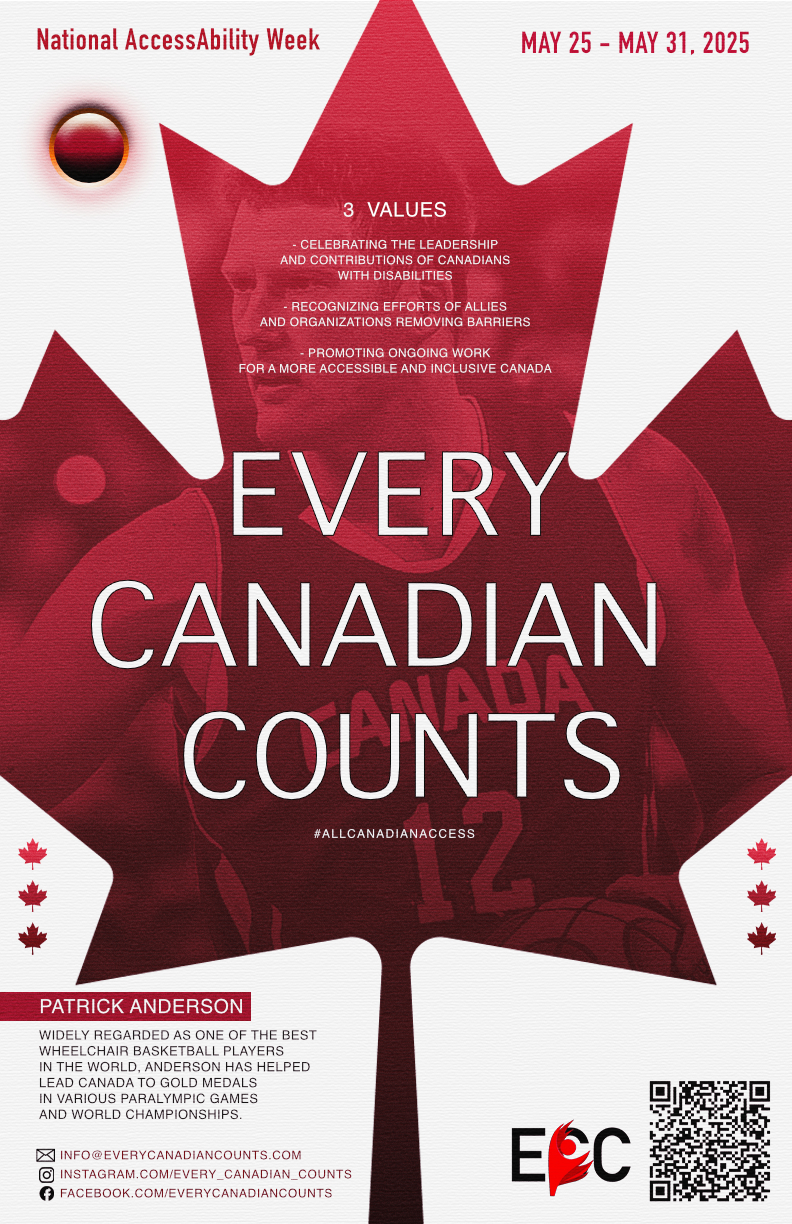 National AccessAbility Week
MAY 25 - MAY 31, 2025
3 VALUES
- CELEBRATING THE LEADERSHIP
AND CONTRIBUTIONS OF CANADIANS
WITH DISABILITIES
- RECOGNIZING EFFORTS OF ALLIES
AND ORGANIZATIONS REMOVING BARRIERS
- PROMOTING ONGOING WORK
FOR A MORE ACCESSIBLE AND INCLUSIVE CANADA
EVERY
CANADIAN
COUNTS
CANADA
12
#ALLCANADIANACCESS
PATRICK ANDERSON
WIDELY REGARDED AS ONE OF THE BEST
WHEELCHAIR BASKETBALL PLAYERS
IN THE WORLD, ANDERSON HAS HELPED
LEAD CANADA TO GOLD MEDALS
IN VARIOUS PARALYMPIC GAMES
AND WORLD CHAMPIONSHIPS.
INFO@EVERYCANADIANCOUNTS.COM
INSTAGRAM.COM/EVERY_CANADIAN_COUNTS
FACEBOOK.COM/EVERYCANADIANCOUNTS
ECC